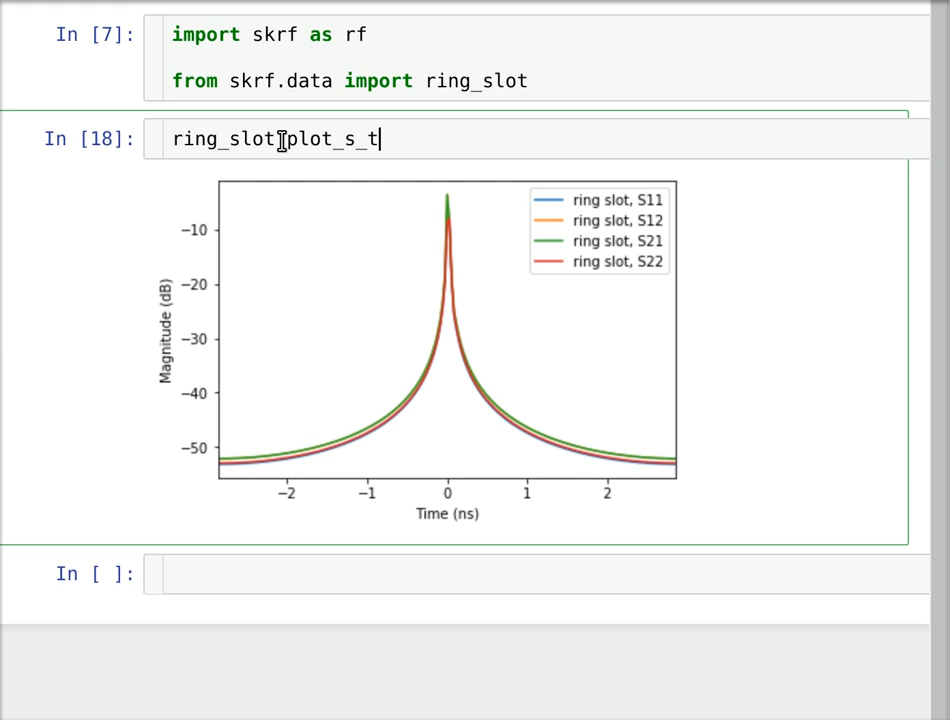 In [7]: import skrf as rf
from skrf.data import ring_slot
In [18]: ring_slot.plot_s_t
ring slot, S11
ring slot, S12
ring slot, S21
ring slot, S22
−10
−20
−30
−40
−50
Magnitude (dB)
−2 −1 0 1 2
Time (ns)
In [ ]: